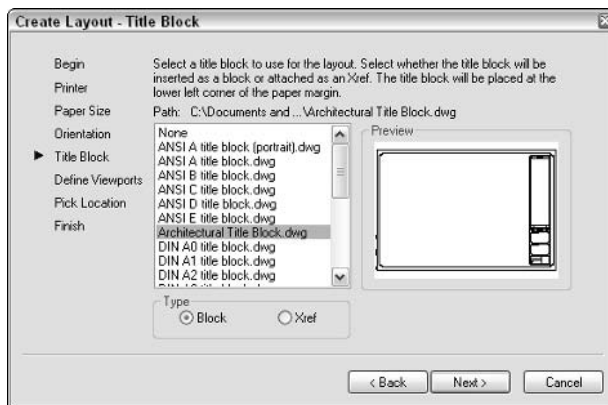 Create Layout - Title Block
Begin
Printer
Paper Size
Orientation
Title Block
Define Viewports
Pick Location
Finish
Select a title block to use for the layout. Select whether the title block will be
inserted as a block or attached as an Xref. The title block will be placed at the
lower left corner of the paper margin.
Path: C:\Documents and ...\Architectural Title Block.dwg
None
ANSI A title block (portrait).dwg
ANSI A title block.dwg
ANSI B title block.dwg
ANSI C title block.dwg
ANSI D title block.dwg
ANSI E title block.dwg
Architectural Title Block.dwg
DIN A0 title block.dwg
DIN A1 title block.dwg
DIN A2 title block.dwg
Preview
Type
Block
Xref
< Back
Next >
Cancel